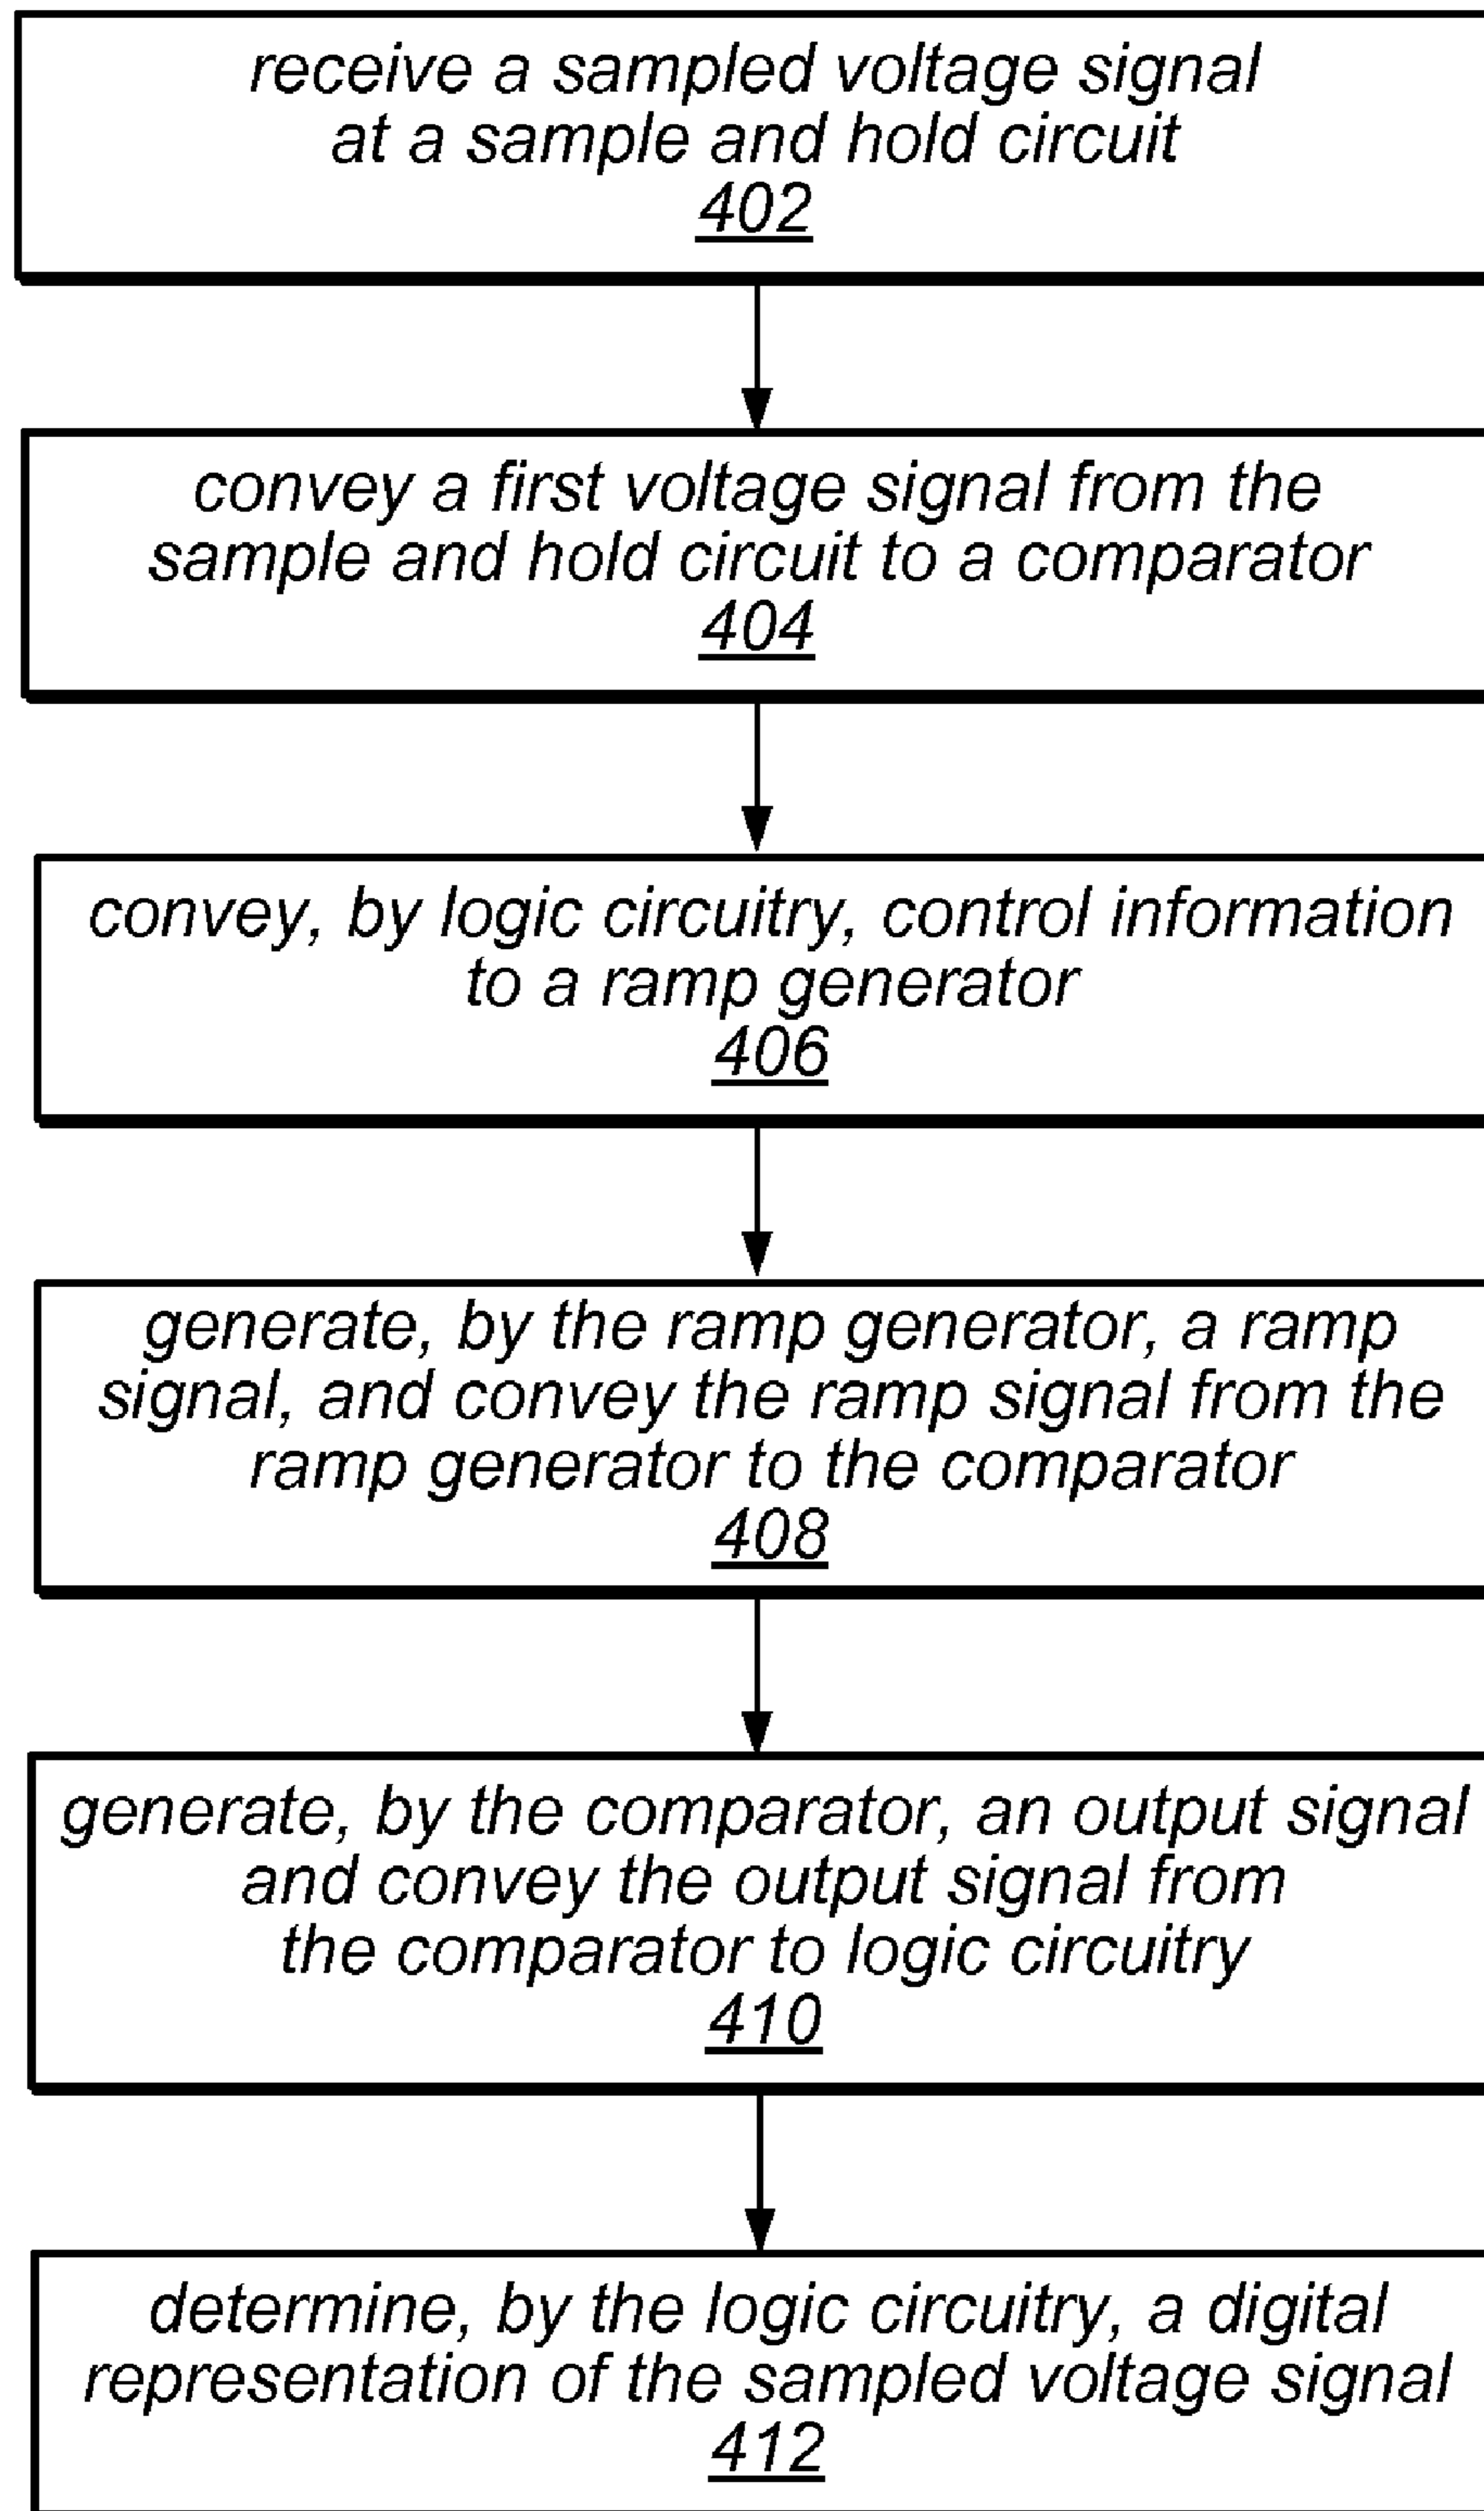 receive a sampled voltage signal
at a sample and hold circuit
402
convey a first voltage signal from the
sample and hold circuit to a comparator
404
convey, by logic circuitry, control information
to a ramp generator
406
generate, by the ramp generator, a ramp
signal, and convey the ramp signal from the
ramp generator to the comparator
408
generate, by the comparator, an output signal
and convey the output signal from
the comparator to logic circuitry
410
determine, by the logic circuitry, a digital
representation of the sampled voltage signal
412